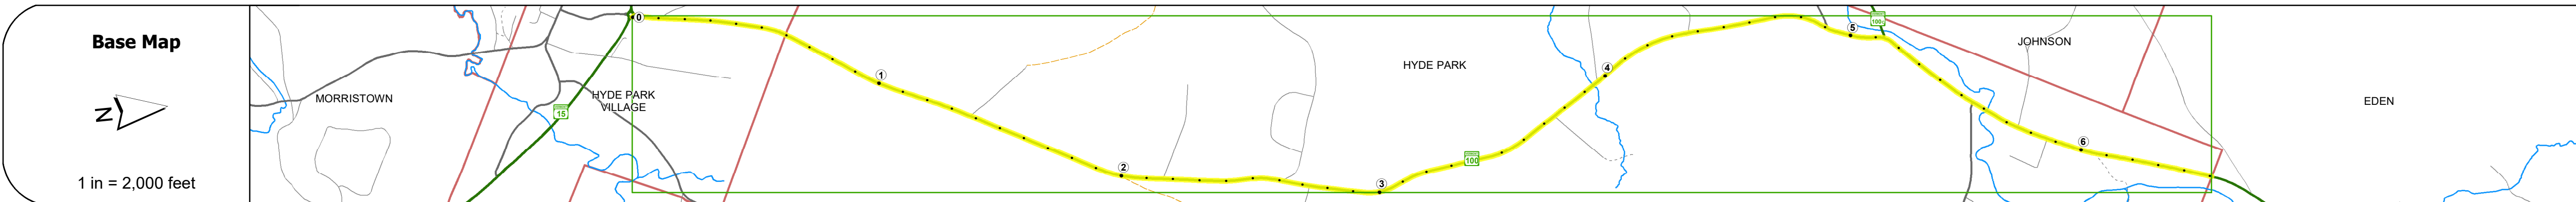 Base Map
N
1 in = 2,000 feet
MORRISTOWN
15
HYDE PARK
VILLAGE
0
1
2
3
100
HYDE PARK
4
5
100C
JOHNSON
6
EDEN